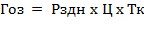 Гоз = Рздн х Ц х Тк